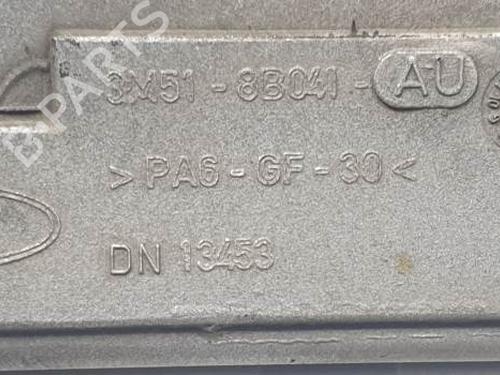 B PARTS
3M51-8B041-AU
>PA6-GF-30<
DN 13453